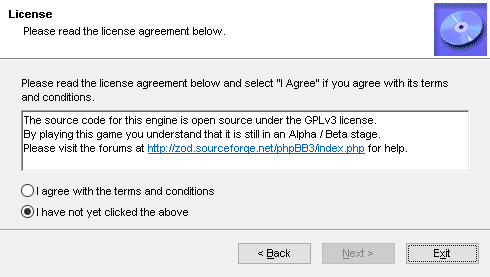 License
Please read the license agreement below.
Please read the license agreement below and select "I Agree" if you agree with its terms
and conditions.
The source code for this engine is open source under the GPLv3 license.
By playing this game you understand that it is still in an Alpha / Beta stage.
Please visit the forums at http://zod.sourceforge.net/phpBB3/index.php for help.
I agree with the terms and conditions
I have not yet clicked the above
< Back Next > Exit